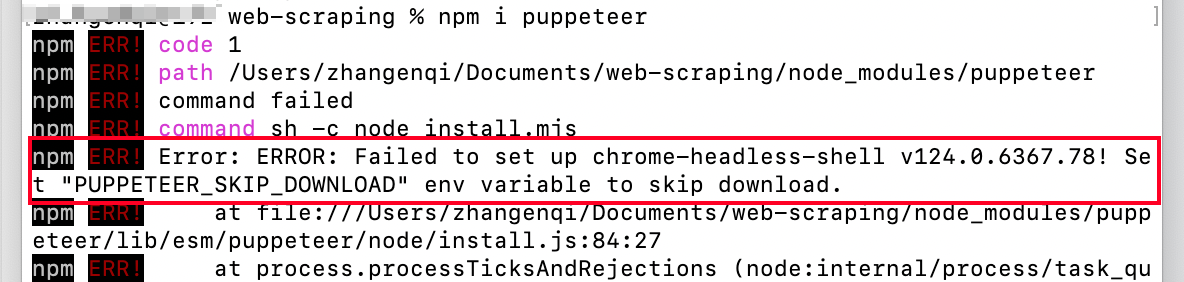 [ web-scraping % npm i puppeteer ]
npm ERR! code 1
npm ERR! path /Users/zhangenqi/Documents/web-scraping/node_modules/puppeteer
npm ERR! command failed
npm ERR! command sh -c node install.mjs
npm ERR! Error: ERROR: Failed to set up chrome-headless-shell v124.0.6367.78! Se
t "PUPPETEER_SKIP_DOWNLOAD" env variable to skip download.
npm ERR!     at file:///Users/zhangenqi/Documents/web-scraping/node_modules/pupp
eteer/lib/esm/puppeteer/node/install.js:84:27
npm ERR!     at process.processTicksAndRejections (node:internal/process/task_qu